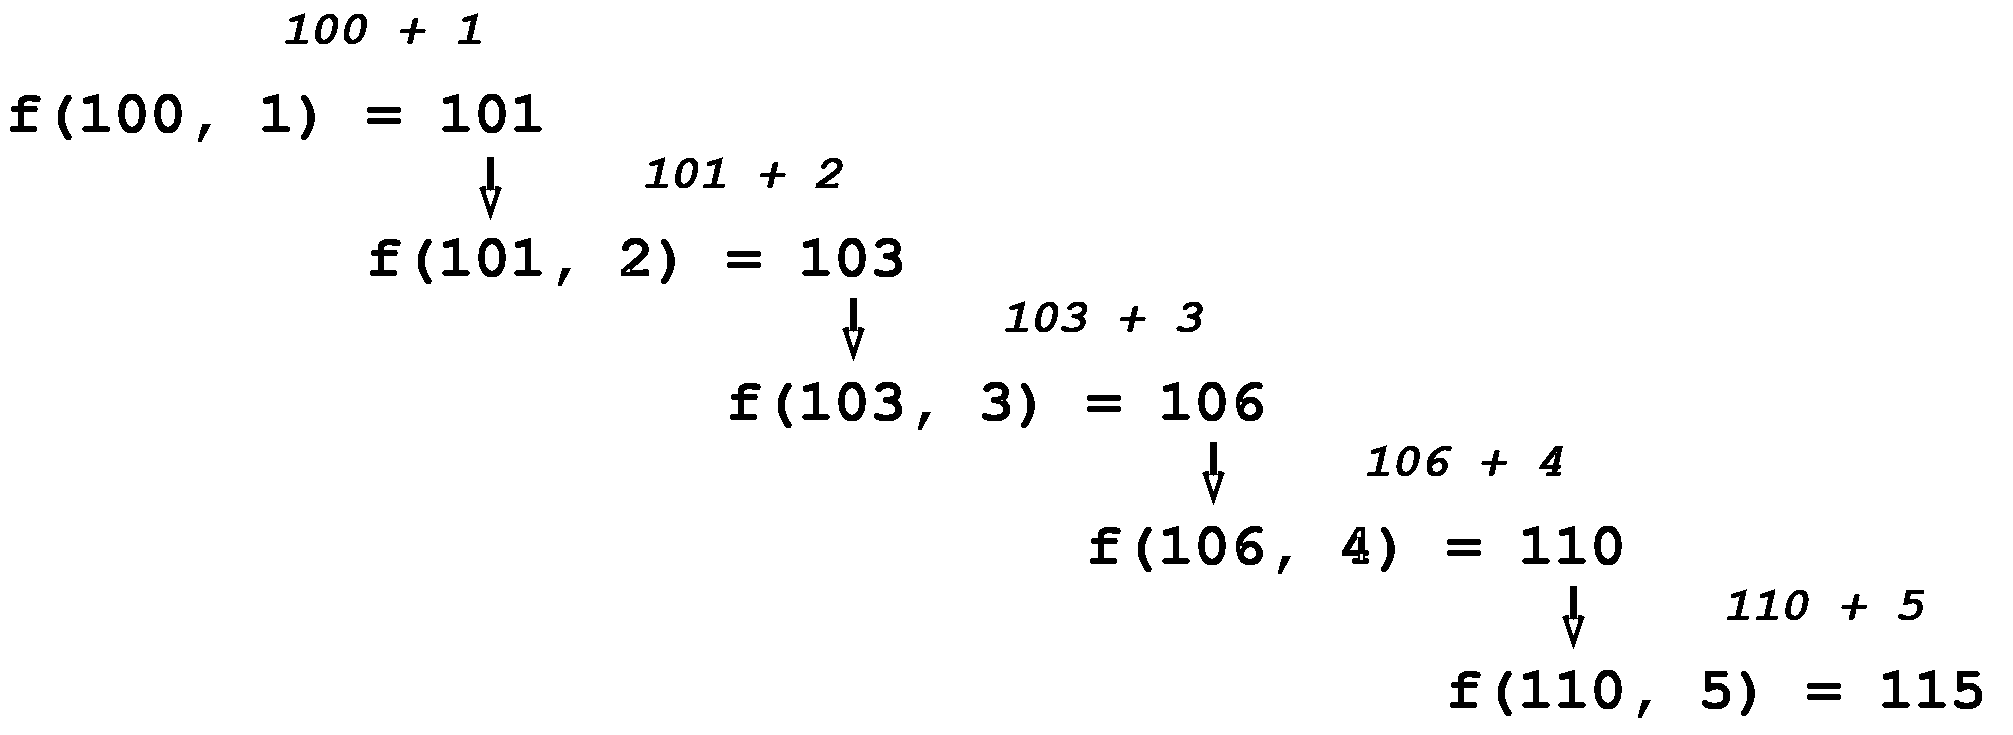 100 + 1
f(100, 1) = 101
101 + 2
f(101, 2) = 103
103 + 3
f(103, 3) = 106
106 + 4
f(106, 4) = 110
110 + 5
f(110, 5) = 115